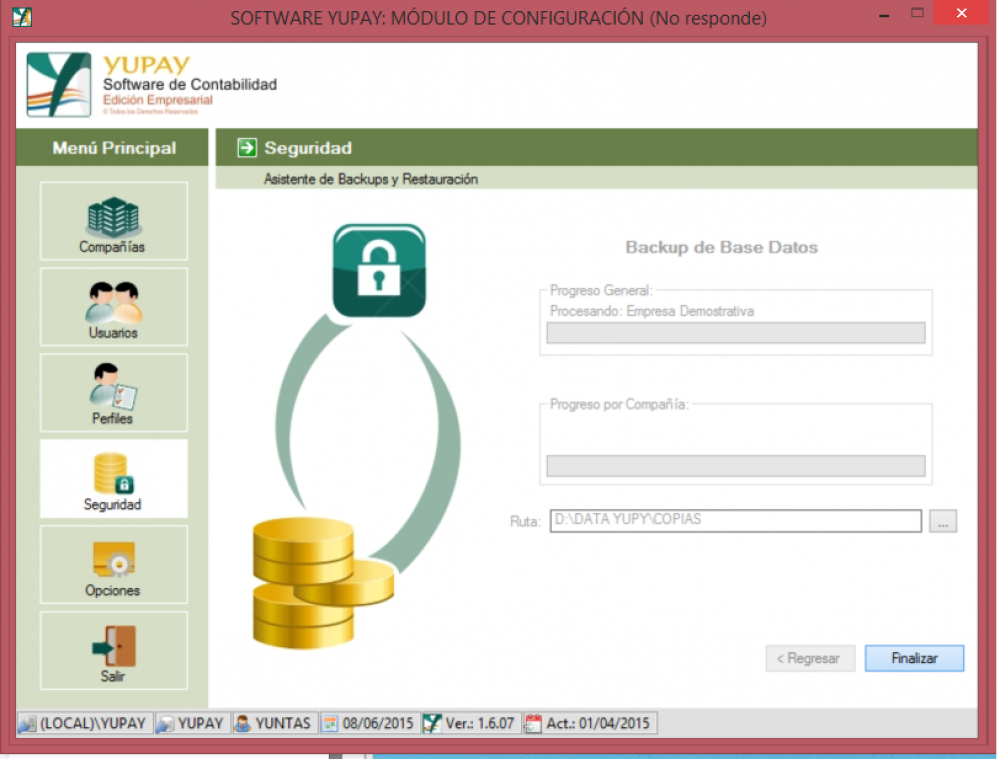 SOFTWARE YUPAY: MÓDULO DE CONFIGURACIÓN (No responde)
YUPAY
Software de Contabilidad
Edición Empresarial
© Todos los Derechos Reservados
Menú Principal
Seguridad
Asistente de Backups y Restauración
Compañías
Usuarios
Perfiles
Seguridad
Opciones
Salir
Backup de Base Datos
Progreso General:
Procesando: Empresa Demostrativa
Progreso por Compañía:
Ruta: D:\DATA YUPY\COPIAS ...
< Regresar Finalizar
(LOCAL)\YUPAY YUPAY YUNTAS 08/06/2015 Ver.: 1.6.07 Act.: 01/04/2015